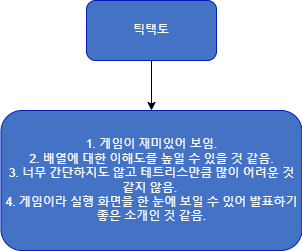 틱택토
1. 게임이 재미있어 보임.
2. 배열에 대한 이해도를 높일 수 있을 것 같음.
3. 너무 간단하지도 않고 테트리스만큼 많이 어려운 것
같지 않음.
4. 게임이라 실행 화면을 한 눈에 보일 수 있어 발표하기
좋은 소개인 것 같음.